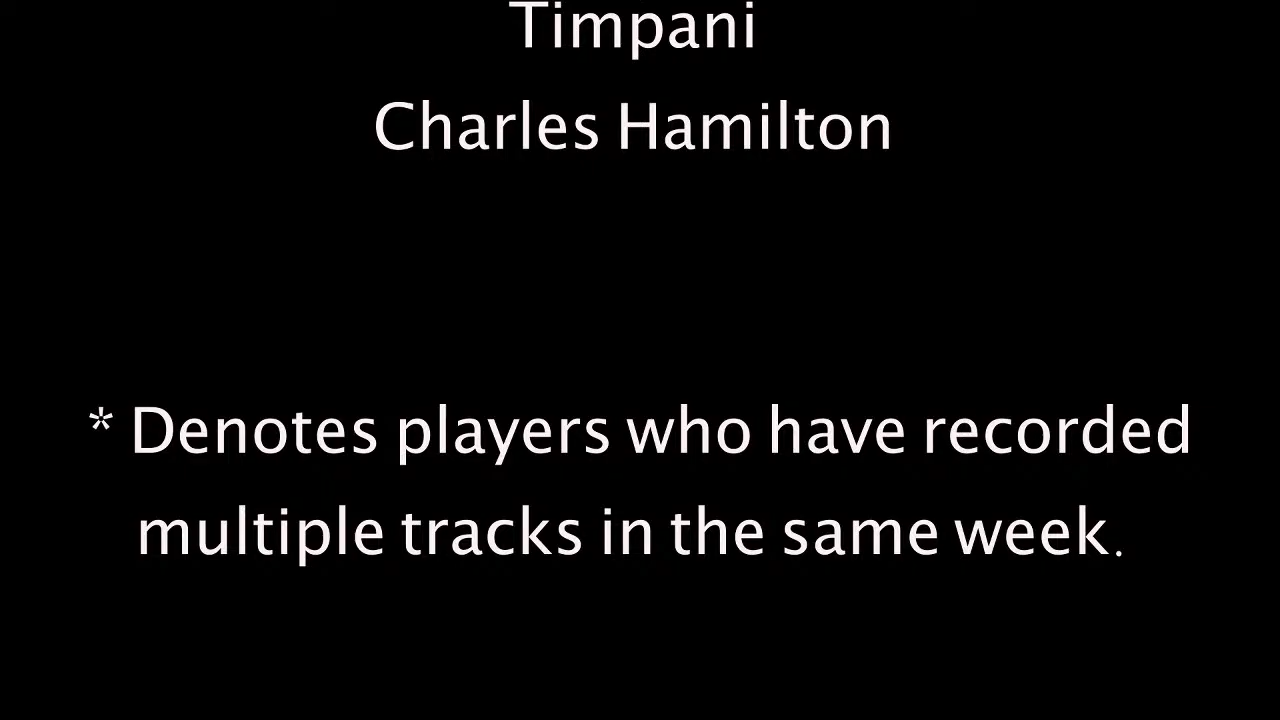 Timpani
Charles Hamilton
* Denotes players who have recorded
multiple tracks in the same week.